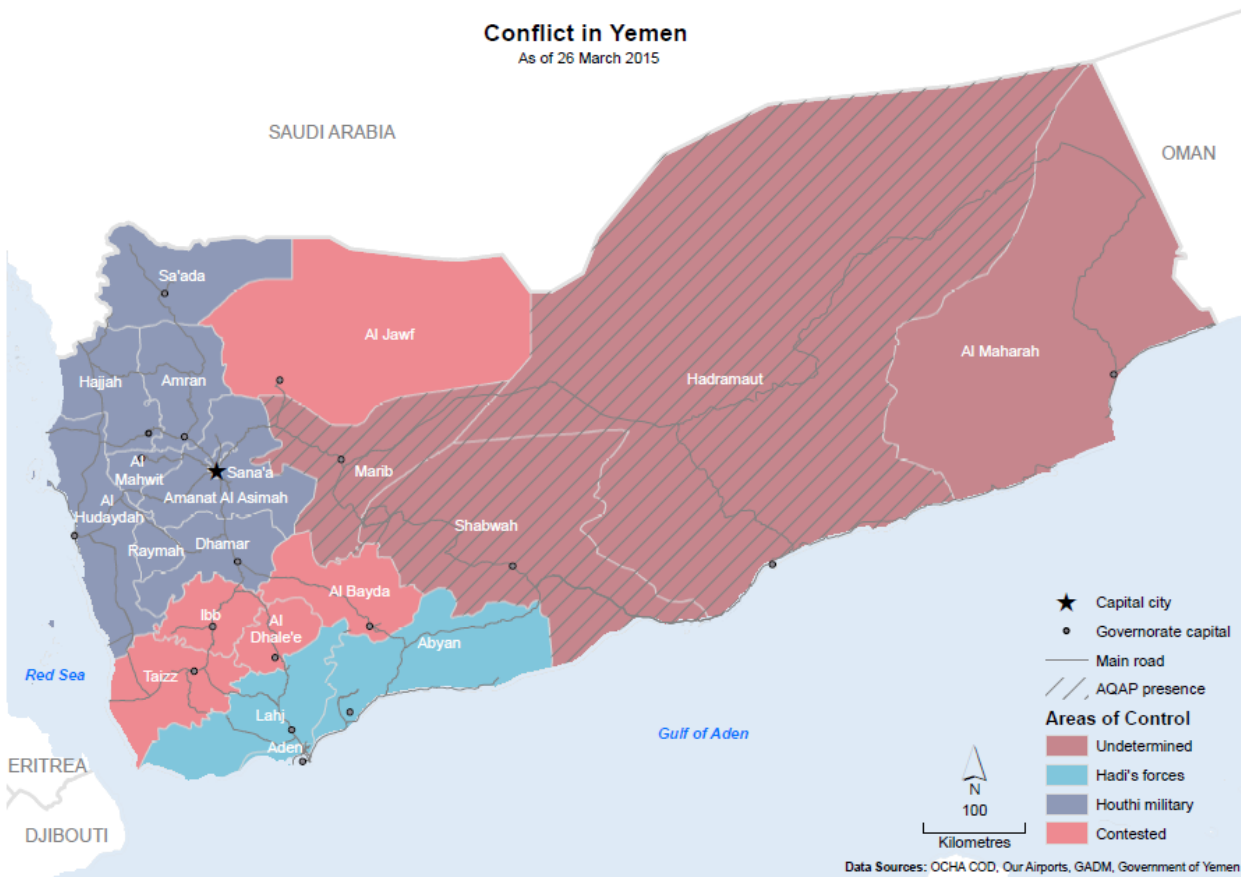 Conflict in Yemen
As of 26 March 2015
SAUDI ARABIA
OMAN
Sa'ada
Al Jawf
Hajjah
Amran
Hadramaut
Al Maharah
Al
Mahwit
Sana'a
Marib
Amanat Al Asimah
Al
Hudaydah
Shabwah
Raymah
Dhamar
Al Bayda
Ibb
Al
Dhale'e
Abyan
Taizz
Red Sea
Lahj
Aden
Gulf of Aden
ERITREA
DJIBOUTI
Capital city
Governorate capital
Main road
AQAP presence
Areas of Control
Undetermined
Hadi's forces
Houthi military
Contested
N
100
Kilometres
Data Sources: OCHA COD, Our Airports, GADM, Government of Yemen